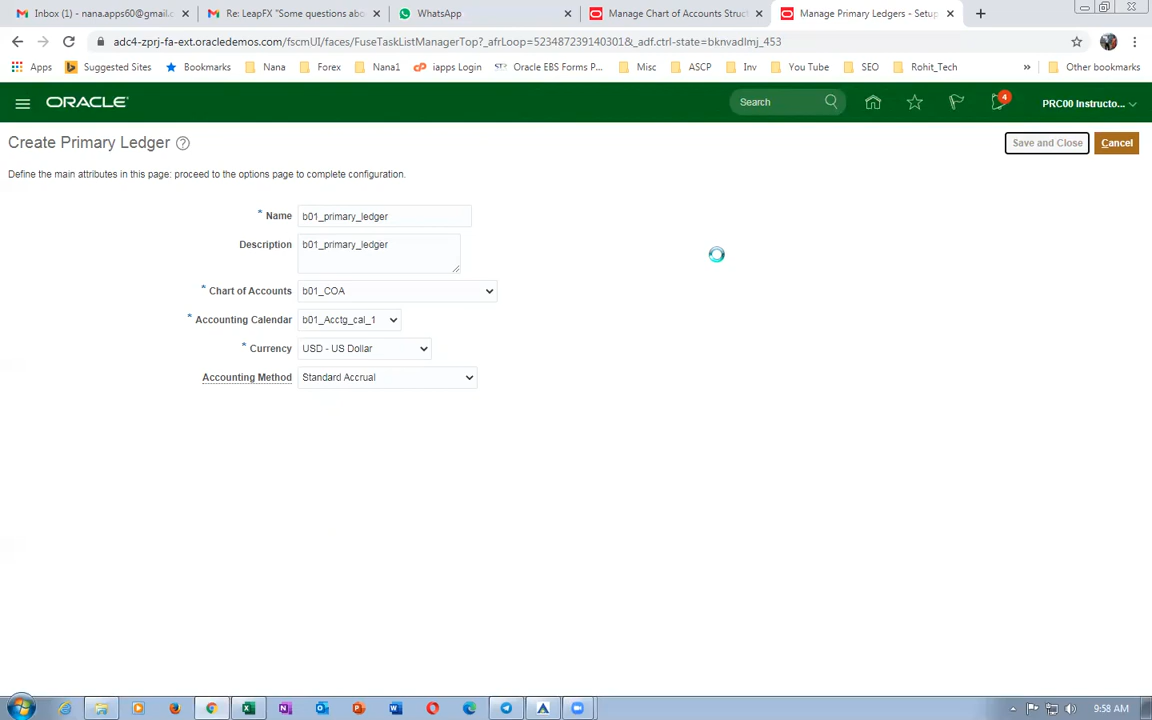 Inbox (1) - nana.apps60@gmail.c
Re: LeapFX "Some questions abo
WhatsApp
Manage Chart of Accounts Struct
Manage Primary Ledgers - Setup
adc4-zprj-fa-ext.oracledemos.com/fscmUI/faces/FuseTaskListManagerTop?_afrLoop=5234872391403018&_adf.ctrl-state=bknvadlmj_453
Apps
Suggested Sites
Bookmarks
Nana
Forex
Nana1
iapps Login
Oracle EBS Forms P...
Misc
ASCP
Inv
You Tube
SEO
Rohit_Tech
»
Other bookmarks
ORACLE
Search
4
PRC00 Instructo...
Create Primary Ledger
Save and Close
Cancel
Define the main attributes in this page: proceed to the options page to complete configuration.
* Name b01_primary_ledger
Description b01_primary_ledger
* Chart of Accounts b01_COA
* Accounting Calendar b01_Acctg_cal_1
* Currency USD - US Dollar
Accounting Method Standard Accrual
9:58 AM